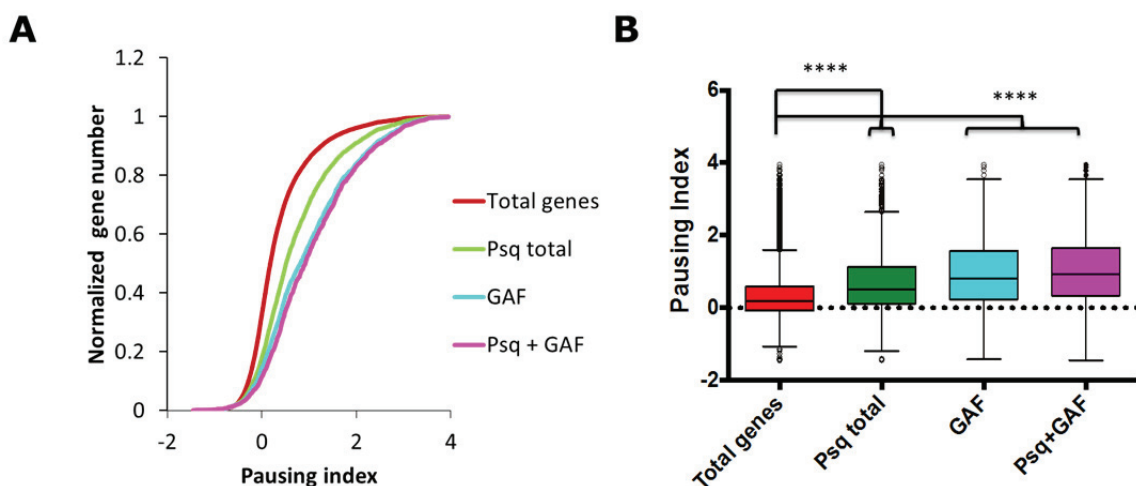 A
Normalized gene number
1.2
1
0.8
0.6
0.4
0.2
0
-2
0
2
4
Pausing index
Total genes
Psq total
GAF
Psq + GAF
B
Pausing Index
6
4
2
0
-2
****
****
Total genes
Psq total
GAF
Psq+GAF